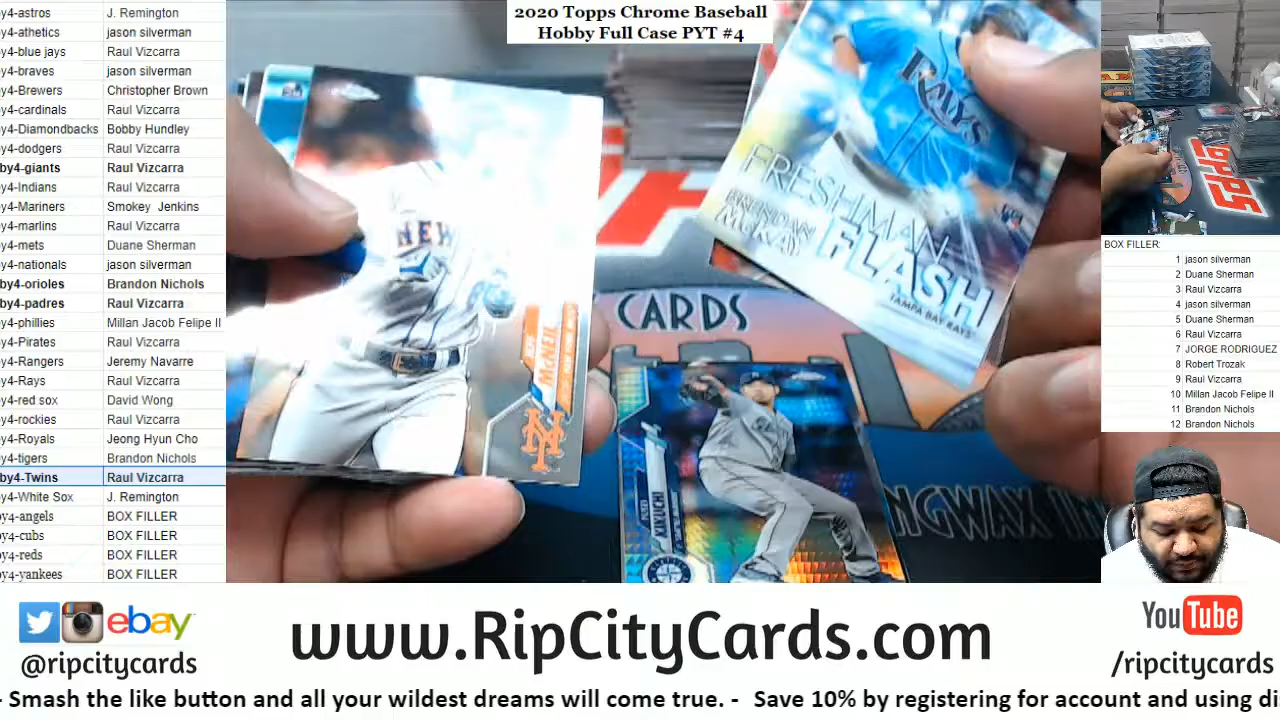 2020 Topps Chrome Baseball
Hobby Full Case PYT #4
y4-astros J. Remington
y4-athetics jason silverman
y4-blue jays Raul Vizcarra
y4-braves jason silverman
y4-Brewers Christopher Brown
y4-cardinals Raul Vizcarra
y4-Diamondbacks Bobby Hundley
y4-dodgers Raul Vizcarra
by4-giants Raul Vizcarra
y4-Indians Raul Vizcarra
y4-Mariners Smokey Jenkins
y4-marlins Raul Vizcarra
y4-mets Duane Sherman
y4-nationals jason silverman
by4-orioles Brandon Nichols
by4-padres Raul Vizcarra
y4-phillies Millan Jacob Felipe II
y4-Pirates Raul Vizcarra
y4-Rangers Jeremy Navarre
y4-Rays Raul Vizcarra
y4-red sox David Wong
y4-rockies Raul Vizcarra
y4-Royals Jeong Hyun Cho
y4-tigers Brandon Nichols
by4-Twins Raul Vizcarra
y4-White Sox J. Remington
y4-angels BOX FILLER
y4-cubs BOX FILLER
y4-reds BOX FILLER
y4-yankees BOX FILLER
NEW
McNEIL
RAYS
FRESHMAN
FLASH
BRENDAN
McKAY
TAMPA BAY RAYS
CARDS
KIKUCHI
NGWAX IN
topps
BOX FILLER:
1 jason silverman
2 Duane Sherman
3 Raul Vizcarra
4 jason silverman
5 Duane Sherman
6 Raul Vizcarra
7 JORGE RODRIGUEZ
8 Robert Trozak
9 Raul Vizcarra
10 Millan Jacob Felipe II
11 Brandon Nichols
12 Brandon Nichols
ebay
@ripcitycards
www.RipCityCards.com
YouTube
/ripcitycards
- Smash the like button and all your wildest dreams will come true. - Save 10% by registering for account and using di